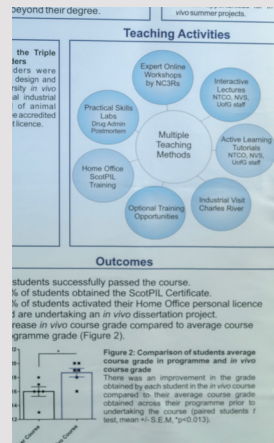 beyond their degree.
vivo summer projects.
the Triple
ders
ders were
design and
rsity in vivo
al industrial
of animal
e accredited
t licence.
Teaching Activities
Expert Online
Workshops
by NC3Rs
Interactive
Lectures
NTCO, NVS,
UofG staff
Practical Skills
Labs
Drug Admin
Postmortem
Multiple
Teaching
Methods
Active Learning
Tutorials
NTCO, NVS,
UofG staff
Home Office
ScotPIL
Training
Optional Training
Opportunities
Industrial Visit
Charles River
Outcomes
students successfully passed the course.
% of students obtained the ScotPIL Certificate.
% of students activated their Home Office personal licence
d are undertaking an in vivo dissertation project.
rease in vivo course grade compared to average course
ogramme grade (Figure 2).
Figure 2: Comparison of students average
course grade in programme and in vivo
course grade
There was an improvement in the grade
obtained by each student in the in vivo course
compared to their average course grade
obtained across their programme prior to
undertaking the course (paired students t
test, mean +/- S.E.M, *p<0.013).
*
Course
Course